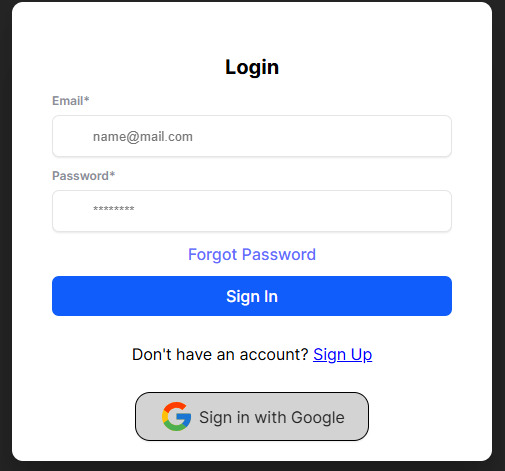 Login
Email*
name@mail.com
Password*
********
Forgot Password
Sign In
Don't have an account? Sign Up
Sign in with Google